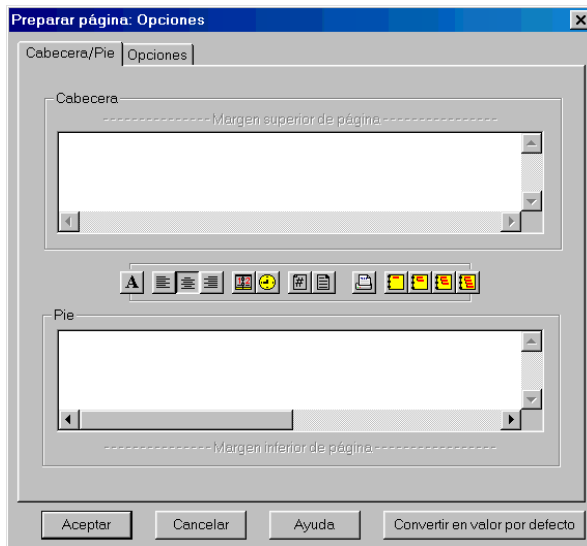 Preparar página: Opciones
Cabecera/Pie Opciones
Cabecera
Margen superior de página
A
#
Pie
Margen inferior de página
Aceptar Cancelar Ayuda Convertir en valor por defecto